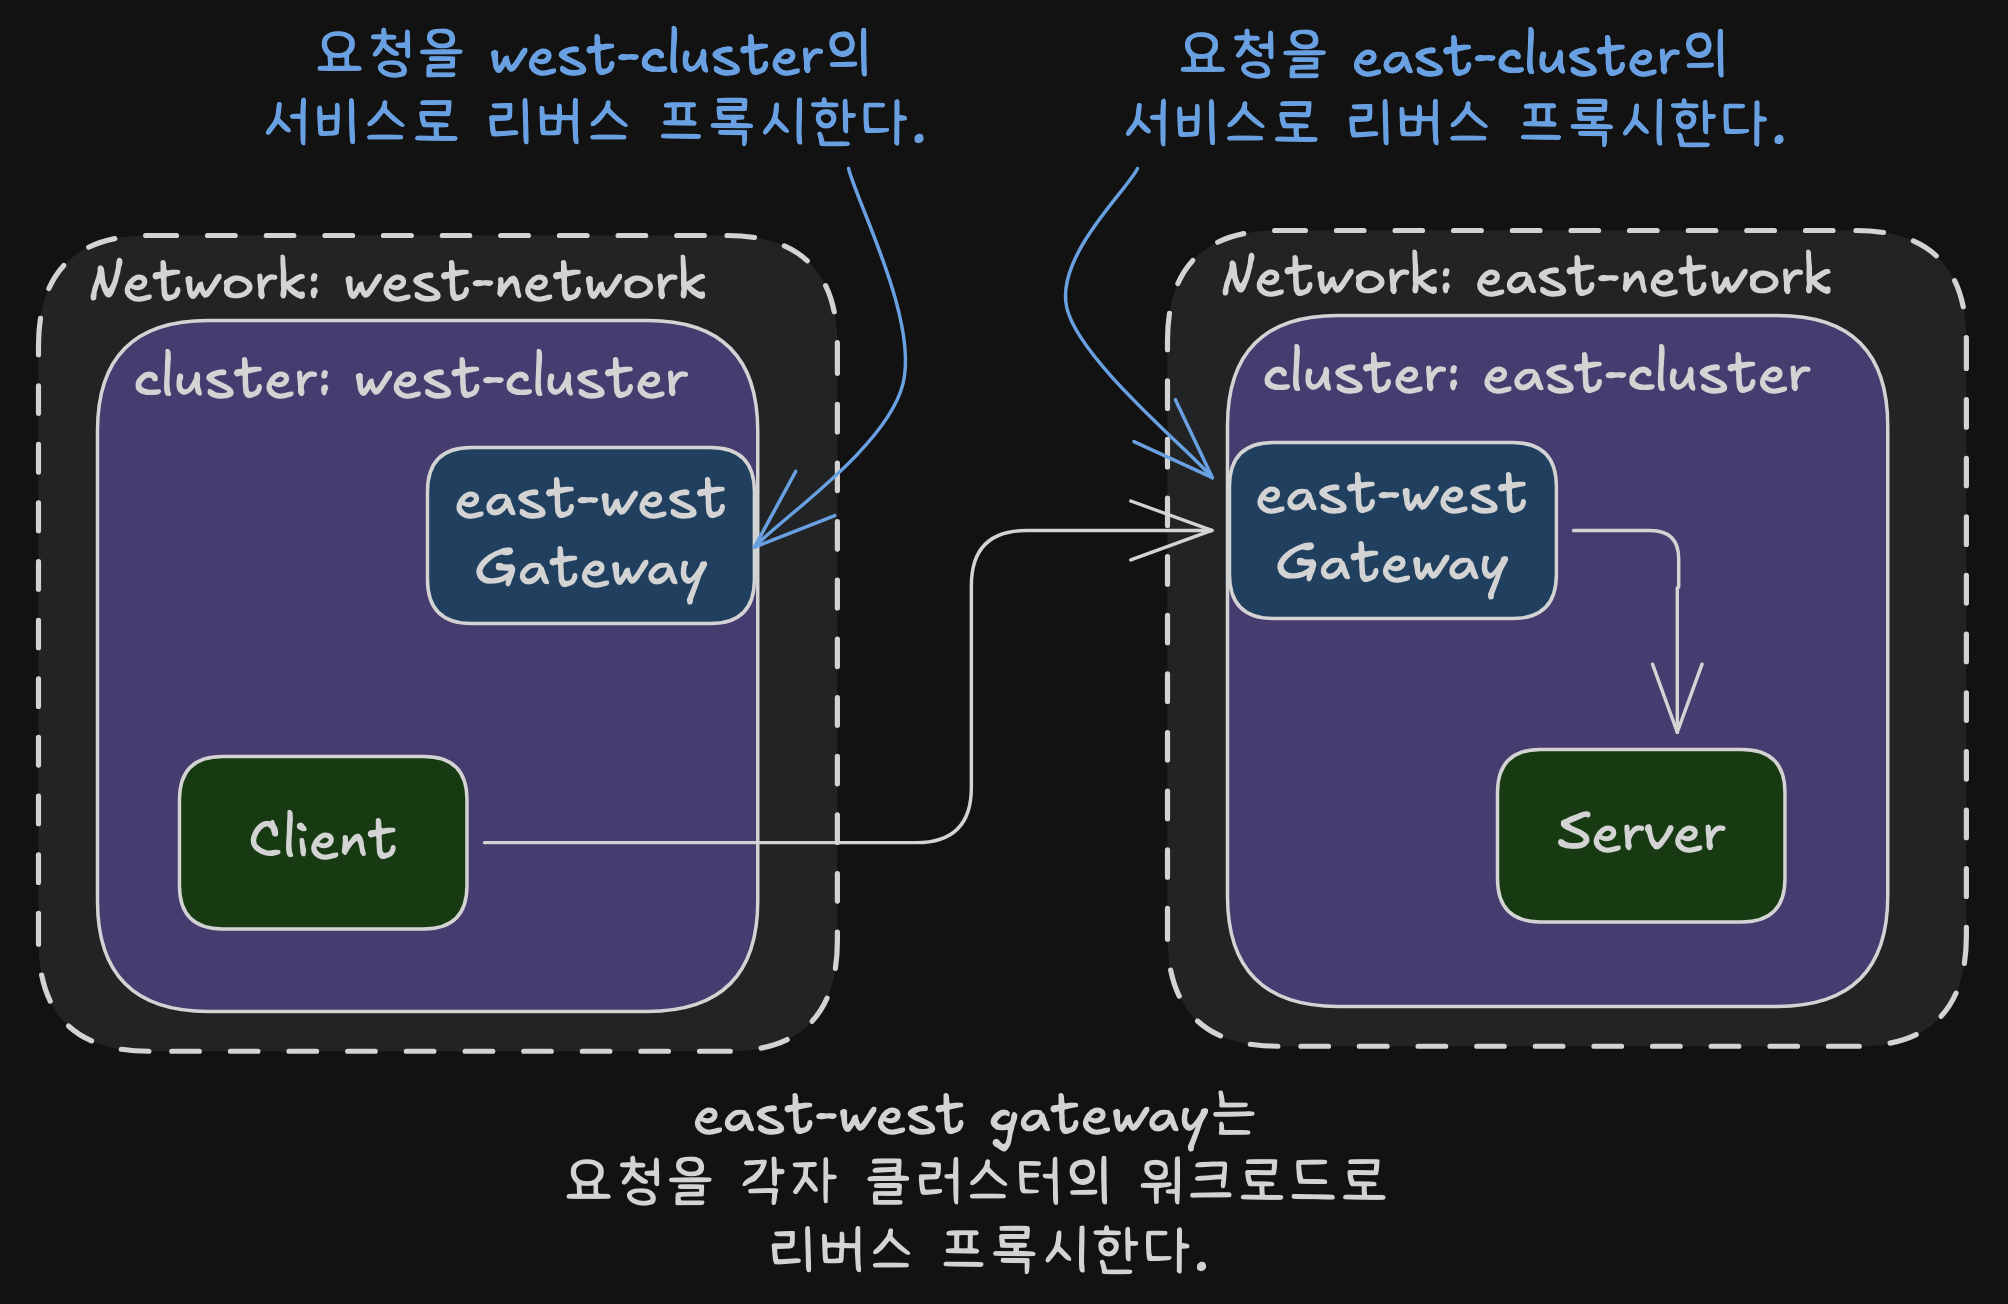 요청을 west-cluster의
서비스로 리버스 프록시한다.
요청을 east-cluster의
서비스로 리버스 프록시한다.
Network: west-network
cluster: west-cluster
east-west
Gateway
Client
Network: east-network
cluster: east-cluster
east-west
Gateway
Server
east-west gateway는
요청을 각자 클러스터의 워크로드로
리버스 프록시한다.